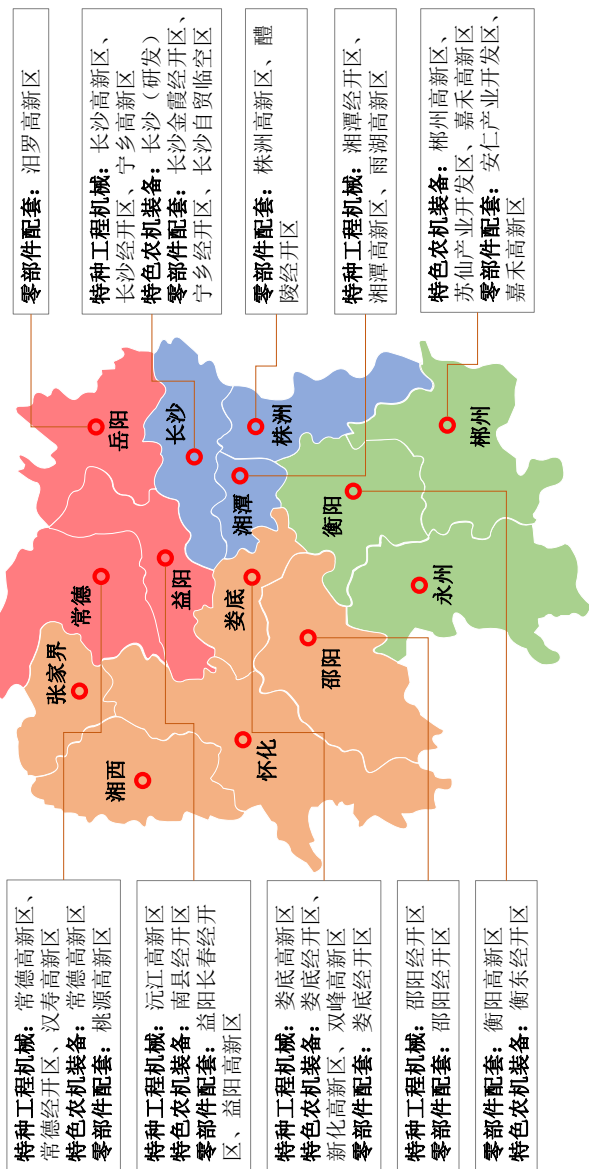 特种工程机械：常德高新区、
常德经开区、汉寿高新区
特色农机装备：常德高新区
零部件配套：桃源高新区
特种工程机械：沅江高新区
特色农机装备：南县经开区
零部件配套：益阳长春经开
区、益阳高新区
特种工程机械：娄底高新区
特色农机装备：娄底经开区、
新化高新区、双峰高新区
零部件配套：娄底经开区
特种工程机械：邵阳经开区
零部件配套：邵阳经开区
零部件配套：衡阳高新区
特色农机装备：衡东经开区
湘西
张家界
常德
岳阳
益阳
长沙
怀化
娄底
湘潭
株洲
邵阳
衡阳
永州
郴州
零部件配套：汨罗高新区
特种工程机械：长沙高新区、
长沙经开区、宁乡高新区
特色农机装备：长沙（研发）
零部件配套：长沙金霞经开区、
宁乡经开区、长沙自贸临空区
零部件配套：株洲高新区、醴
陵经开区
特种工程机械：湘潭经开区、
湘潭高新区、雨湖高新区
特色农机装备：郴州高新区、
苏仙产业开发区、嘉禾高新区
零部件配套：安仁产业开发区、
嘉禾高新区